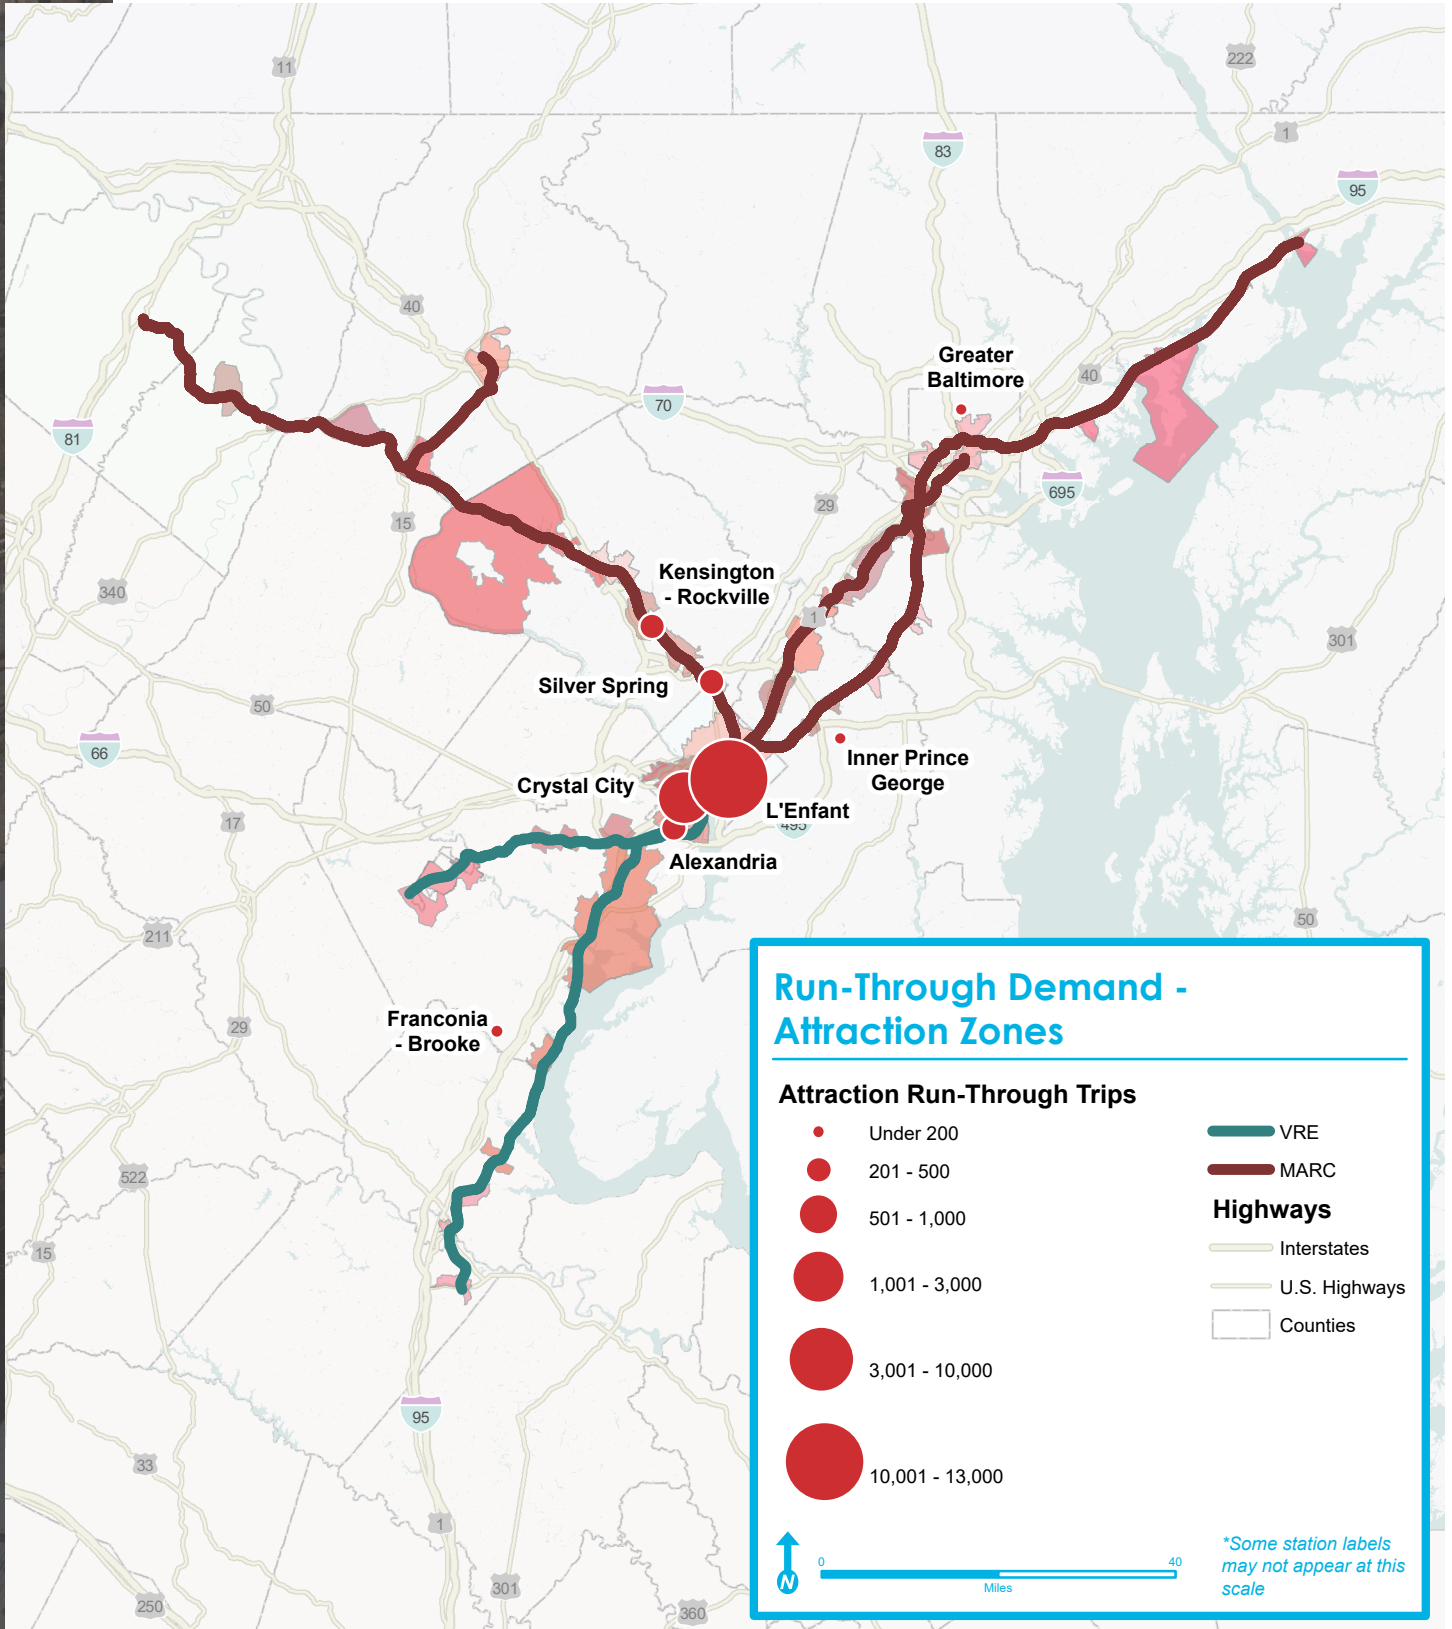 11
222
1
83
95
40
Greater
Baltimore
40
70
81
695
29
15
Kensington
- Rockville
340
1
301
Silver Spring
50
66
Inner Prince
George
Crystal City
L'Enfant
495
17
Alexandria
50
211
Franconia
- Brooke
29
522
15
95
33
1
301
250
360
Run-Through Demand -
Attraction Zones
Attraction Run-Through Trips
Under 200
201 - 500
501 - 1,000
1,001 - 3,000
3,001 - 10,000
10,001 - 13,000
VRE
MARC
Highways
Interstates
U.S. Highways
Counties
N
0
40
Miles
*Some station labels
may not appear at this
scale